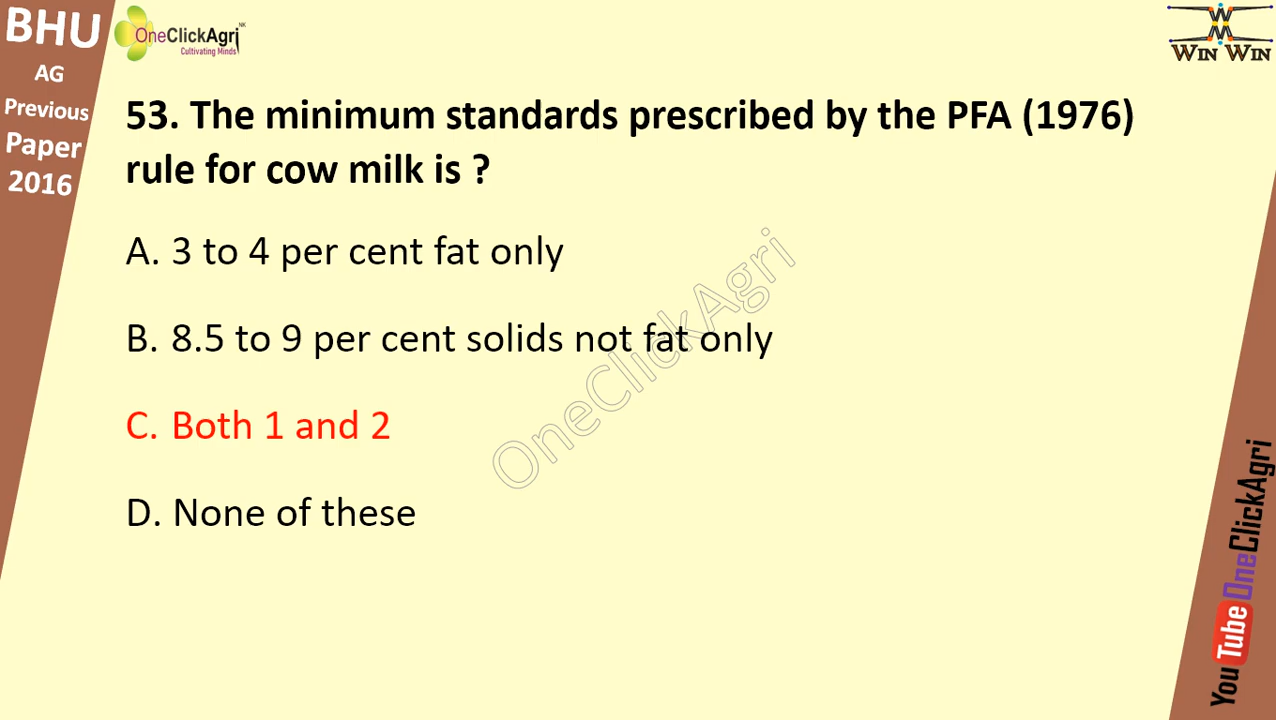 BHU
AG
Previous
Paper
2016
OneClickAgri NK
Cultivating Minds
WIN WIN
53. The minimum standards prescribed by the PFA (1976)
rule for cow milk is ?
A. 3 to 4 per cent fat only
B. 8.5 to 9 per cent solids not fat only
C. Both 1 and 2
D. None of these
OneClickAgri
YouTube OneClickAgri